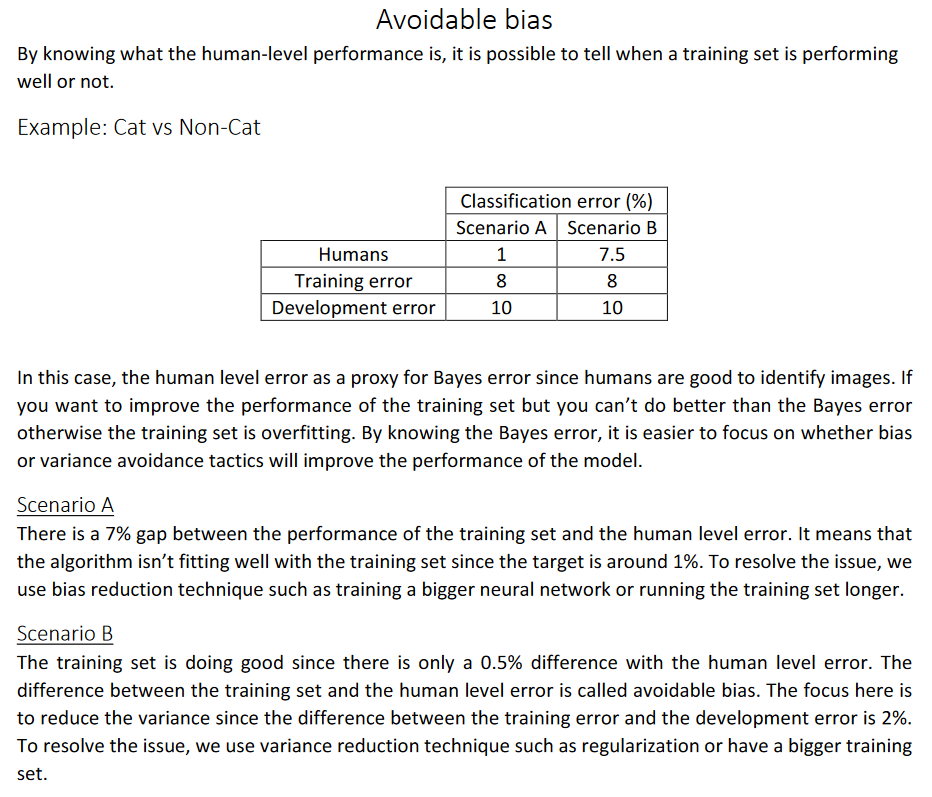 Avoidable bias
By knowing what the human-level performance is, it is possible to tell when a training set is performing
well or not.
Example: Cat vs Non-Cat
Classification error (%)
Scenario A Scenario B
Humans 1 7.5
Training error 8 8
Development error 10 10
In this case, the human level error as a proxy for Bayes error since humans are good to identify images. If
you want to improve the performance of the training set but you can’t do better than the Bayes error
otherwise the training set is overfitting. By knowing the Bayes error, it is easier to focus on whether bias
or variance avoidance tactics will improve the performance of the model.
Scenario A
There is a 7% gap between the performance of the training set and the human level error. It means that
the algorithm isn’t fitting well with the training set since the target is around 1%. To resolve the issue, we
use bias reduction technique such as training a bigger neural network or running the training set longer.
Scenario B
The training set is doing good since there is only a 0.5% difference with the human level error. The
difference between the training set and the human level error is called avoidable bias. The focus here is
to reduce the variance since the difference between the training error and the development error is 2%.
To resolve the issue, we use variance reduction technique such as regularization or have a bigger training
set.